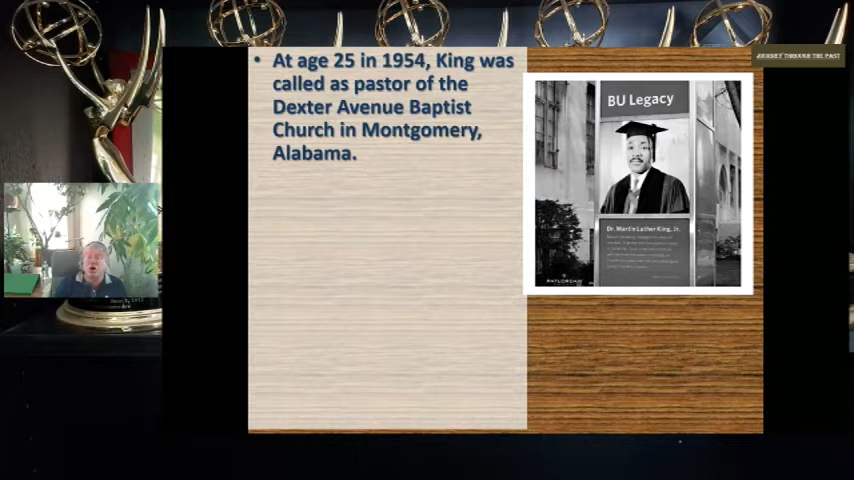 JOURNEY THROUGH THE PAST
• At age 25 in 1954, King was
called as pastor of the
Dexter Avenue Baptist
Church in Montgomery,
Alabama.
BU Legacy
Dr. Martin Luther King, Jr.